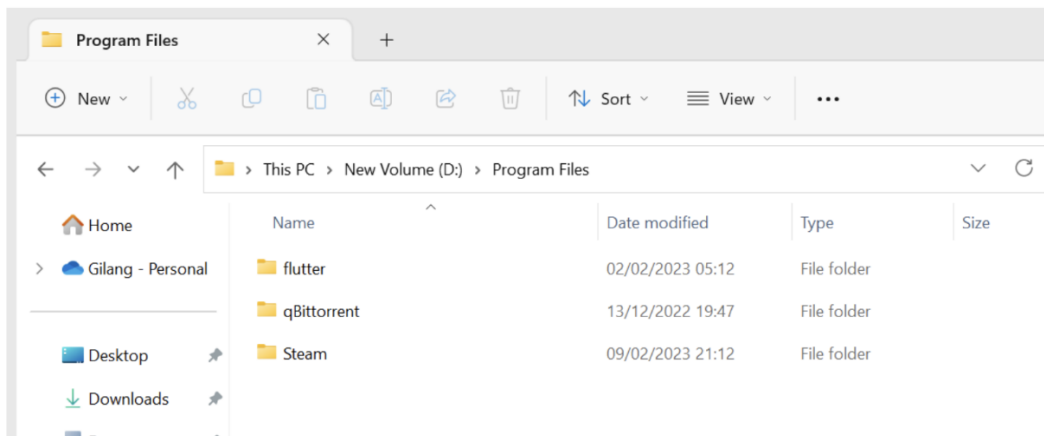 Program Files
New Sort View
This PC > New Volume (D:) > Program Files
Home
Gilang - Personal
Desktop
Downloads
Name Date modified Type Size
flutter 02/02/2023 05:12 File folder
qBittorrent 13/12/2022 19:47 File folder
Steam 09/02/2023 21:12 File folder